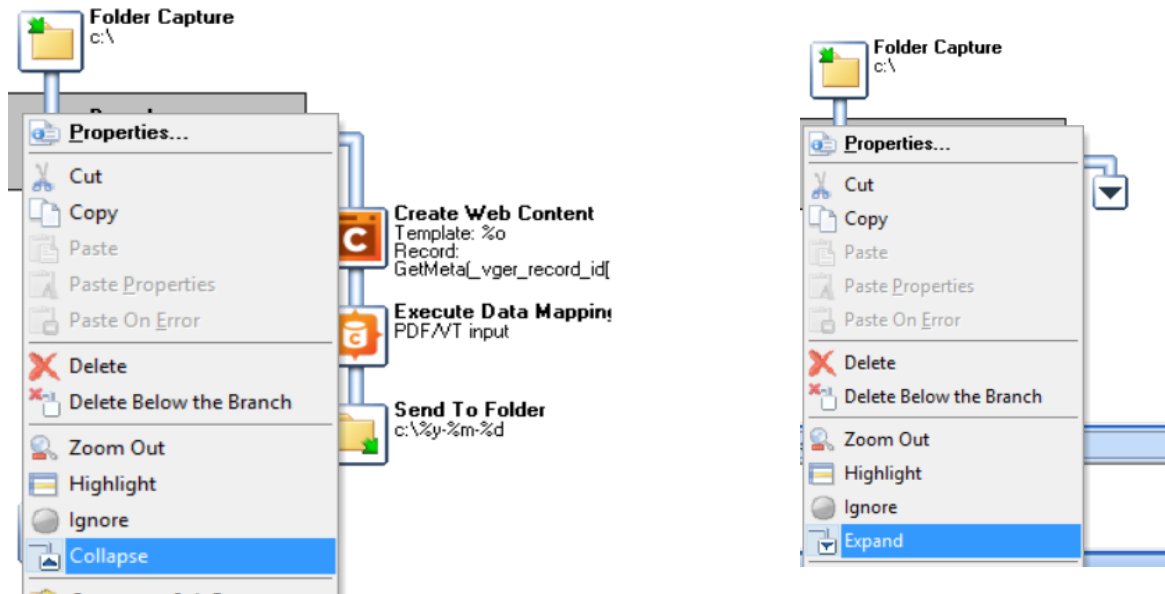 Folder Capture
c:\
Properties...
Cut
Copy
Paste
Paste Properties
Paste On Error
Delete
Delete Below the Branch
Zoom Out
Highlight
Ignore
Collapse
Create Web Content
Template: %o
Record:
GetMeta(_vger_record_id[
Execute Data Mapping
PDF/VT input
Send To Folder
c:\%y-%m-%d
Folder Capture
c:\
Properties...
Cut
Copy
Paste
Paste Properties
Paste On Error
Delete
Delete Below the Branch
Zoom Out
Highlight
Ignore
Expand